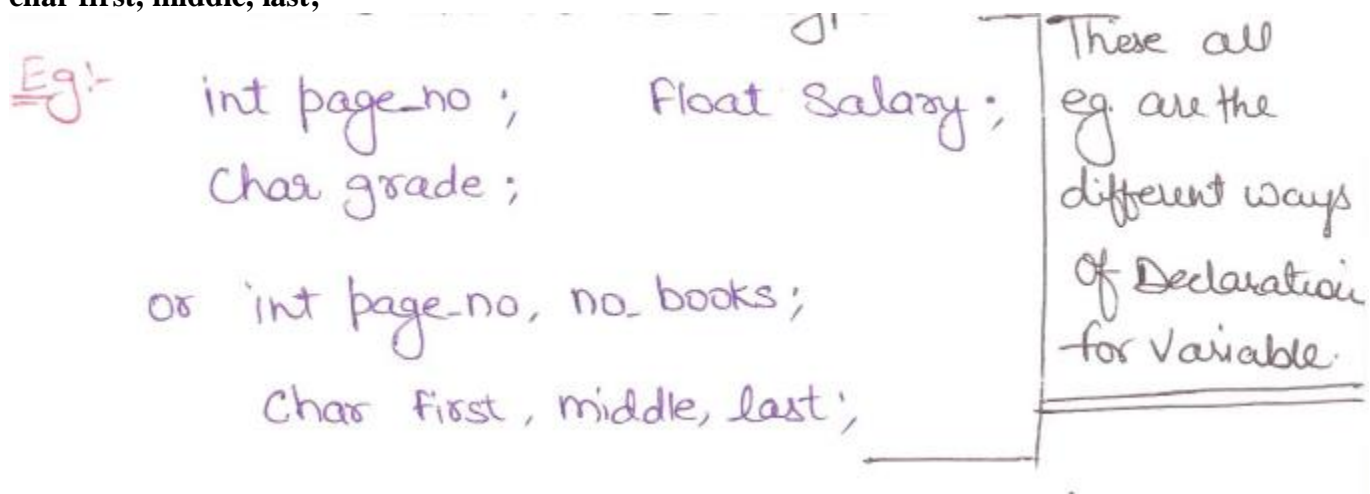 char first, middle, last;
Eg:- int page_no ; Float Salary ;
Char grade ;
or int page_no, no_books ;
Char first, middle, last ;
These all
eg. are the
different ways
Of Declaration
for Variable.